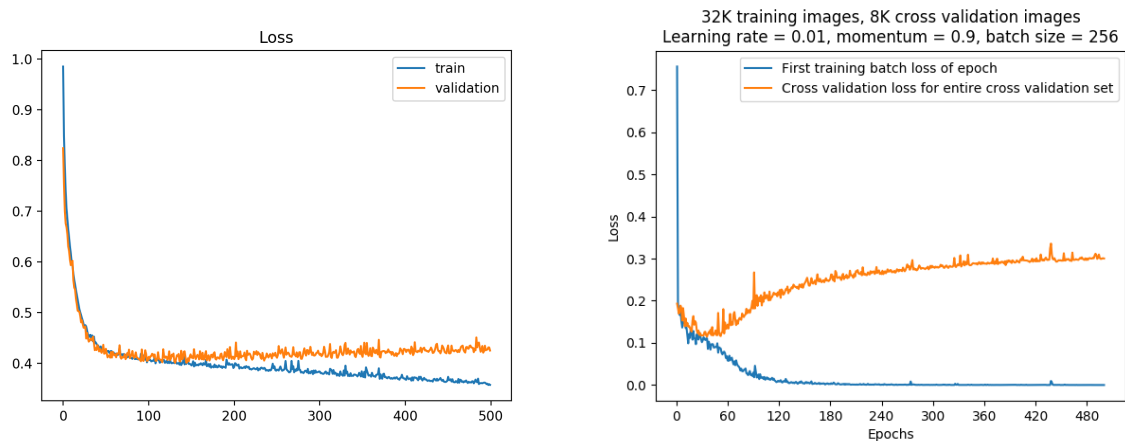 Loss
1.0
0.9
0.8
0.7
0.6
0.5
0.4
train
validation
0 100 200 300 400 500
32K training images, 8K cross validation images
Learning rate = 0.01, momentum = 0.9, batch size = 256
First training batch loss of epoch
Cross validation loss for entire cross validation set
Loss
0.7
0.6
0.5
0.4
0.3
0.2
0.1
0.0
0 60 120 180 240 300 360 420 480
Epochs